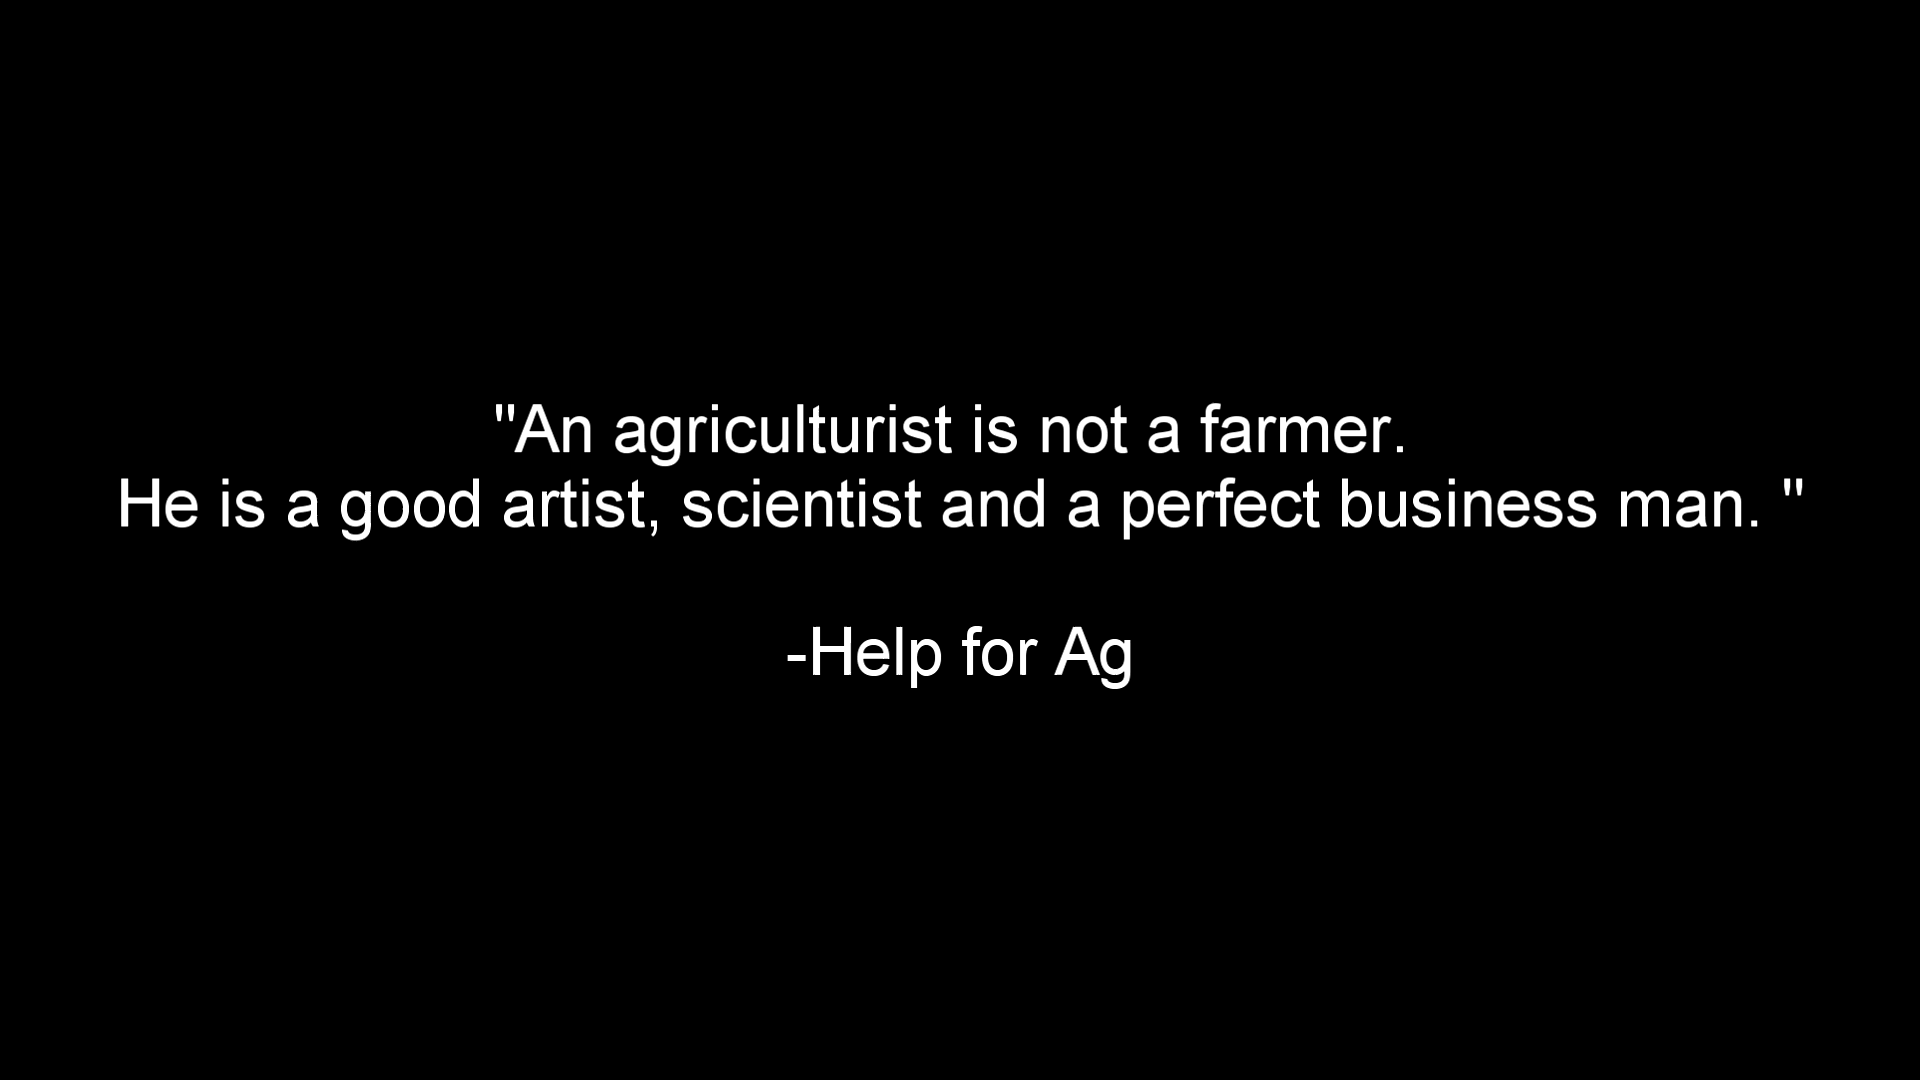 "An agriculturist is not a farmer.
He is a good artist, scientist and a perfect business man. "
-Help for Ag